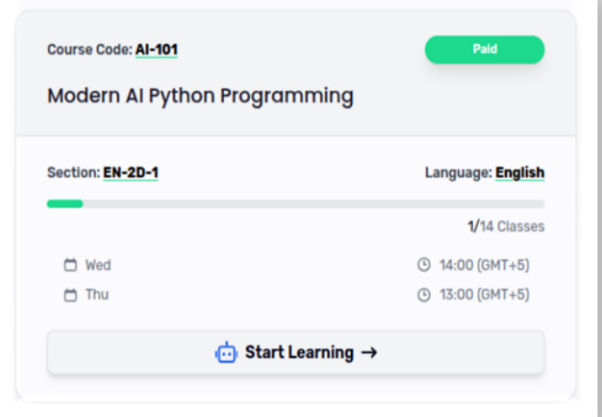 Course Code: AI-101
Paid
Modern AI Python Programming
Section: EN-2D-1
Language: English
1/14 Classes
Wed
14:00 (GMT+5)
Thu
13:00 (GMT+5)
Start Learning →